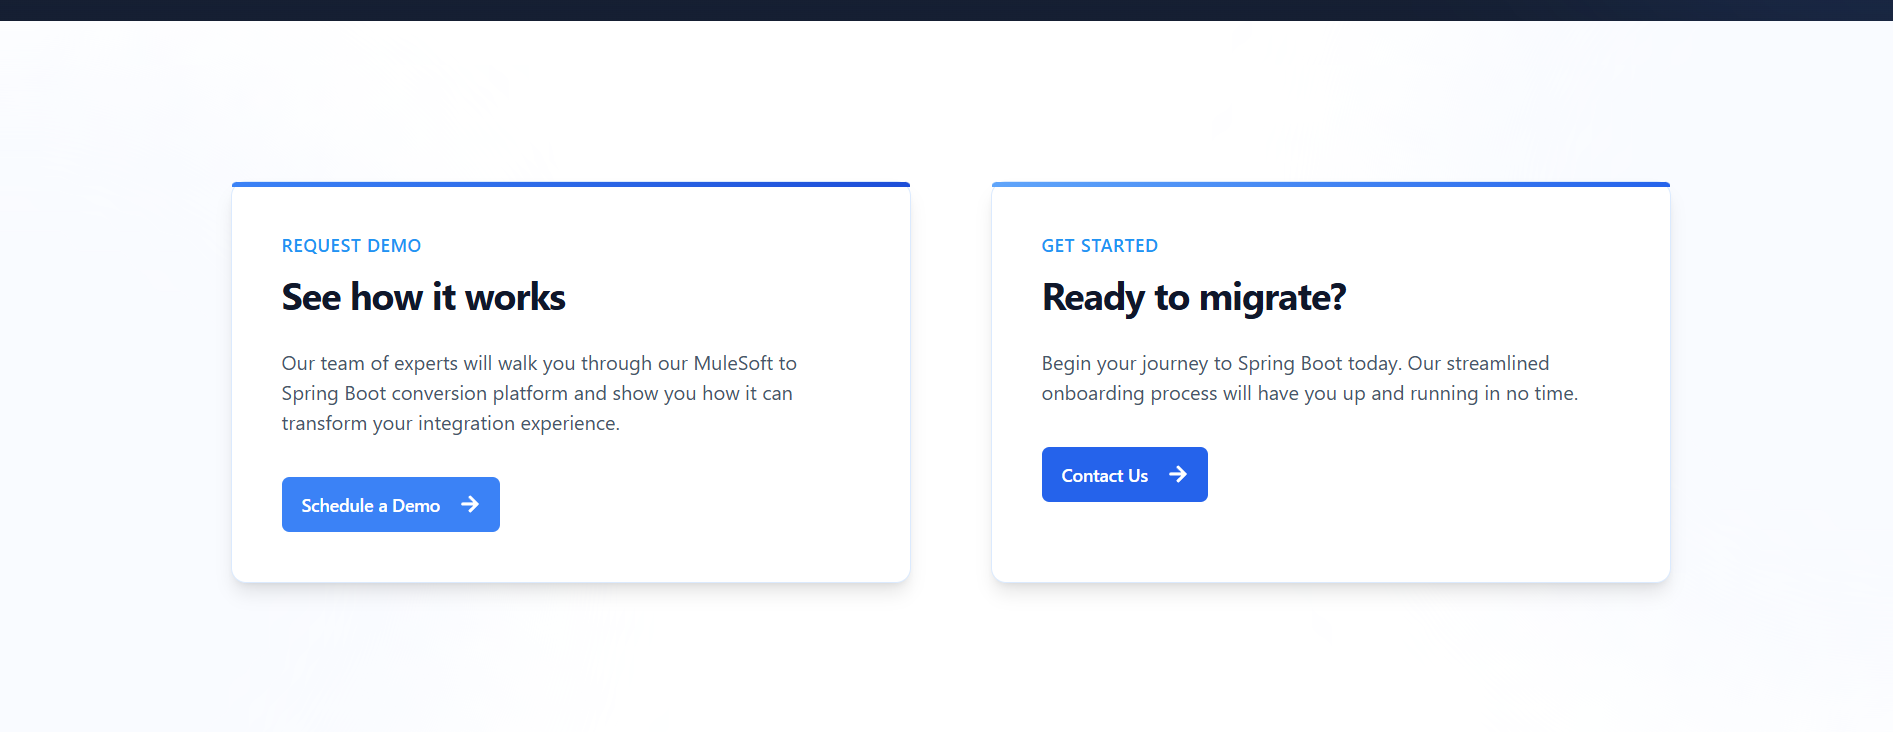 REQUEST DEMO
See how it works
Our team of experts will walk you through our MuleSoft to
Spring Boot conversion platform and show you how it can
transform your integration experience.
Schedule a Demo
GET STARTED
Ready to migrate?
Begin your journey to Spring Boot today. Our streamlined
onboarding process will have you up and running in no time.
Contact Us